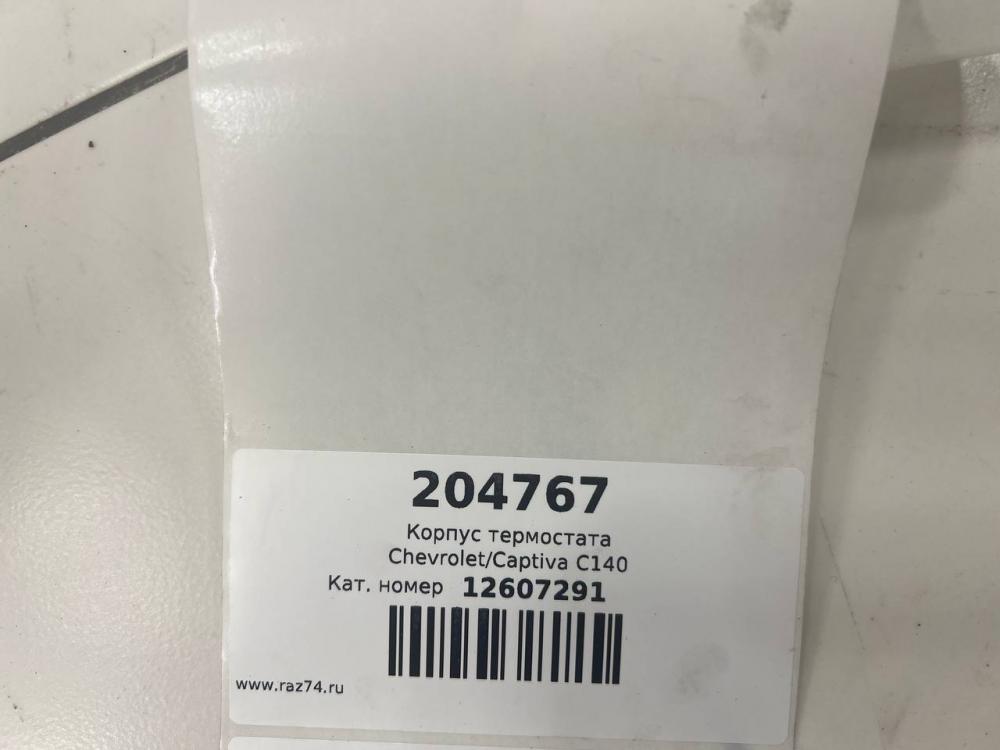 204767
Корпус термостата
Chevrolet/Captiva C140
Кат. номер 12607291
www.raz74.ru